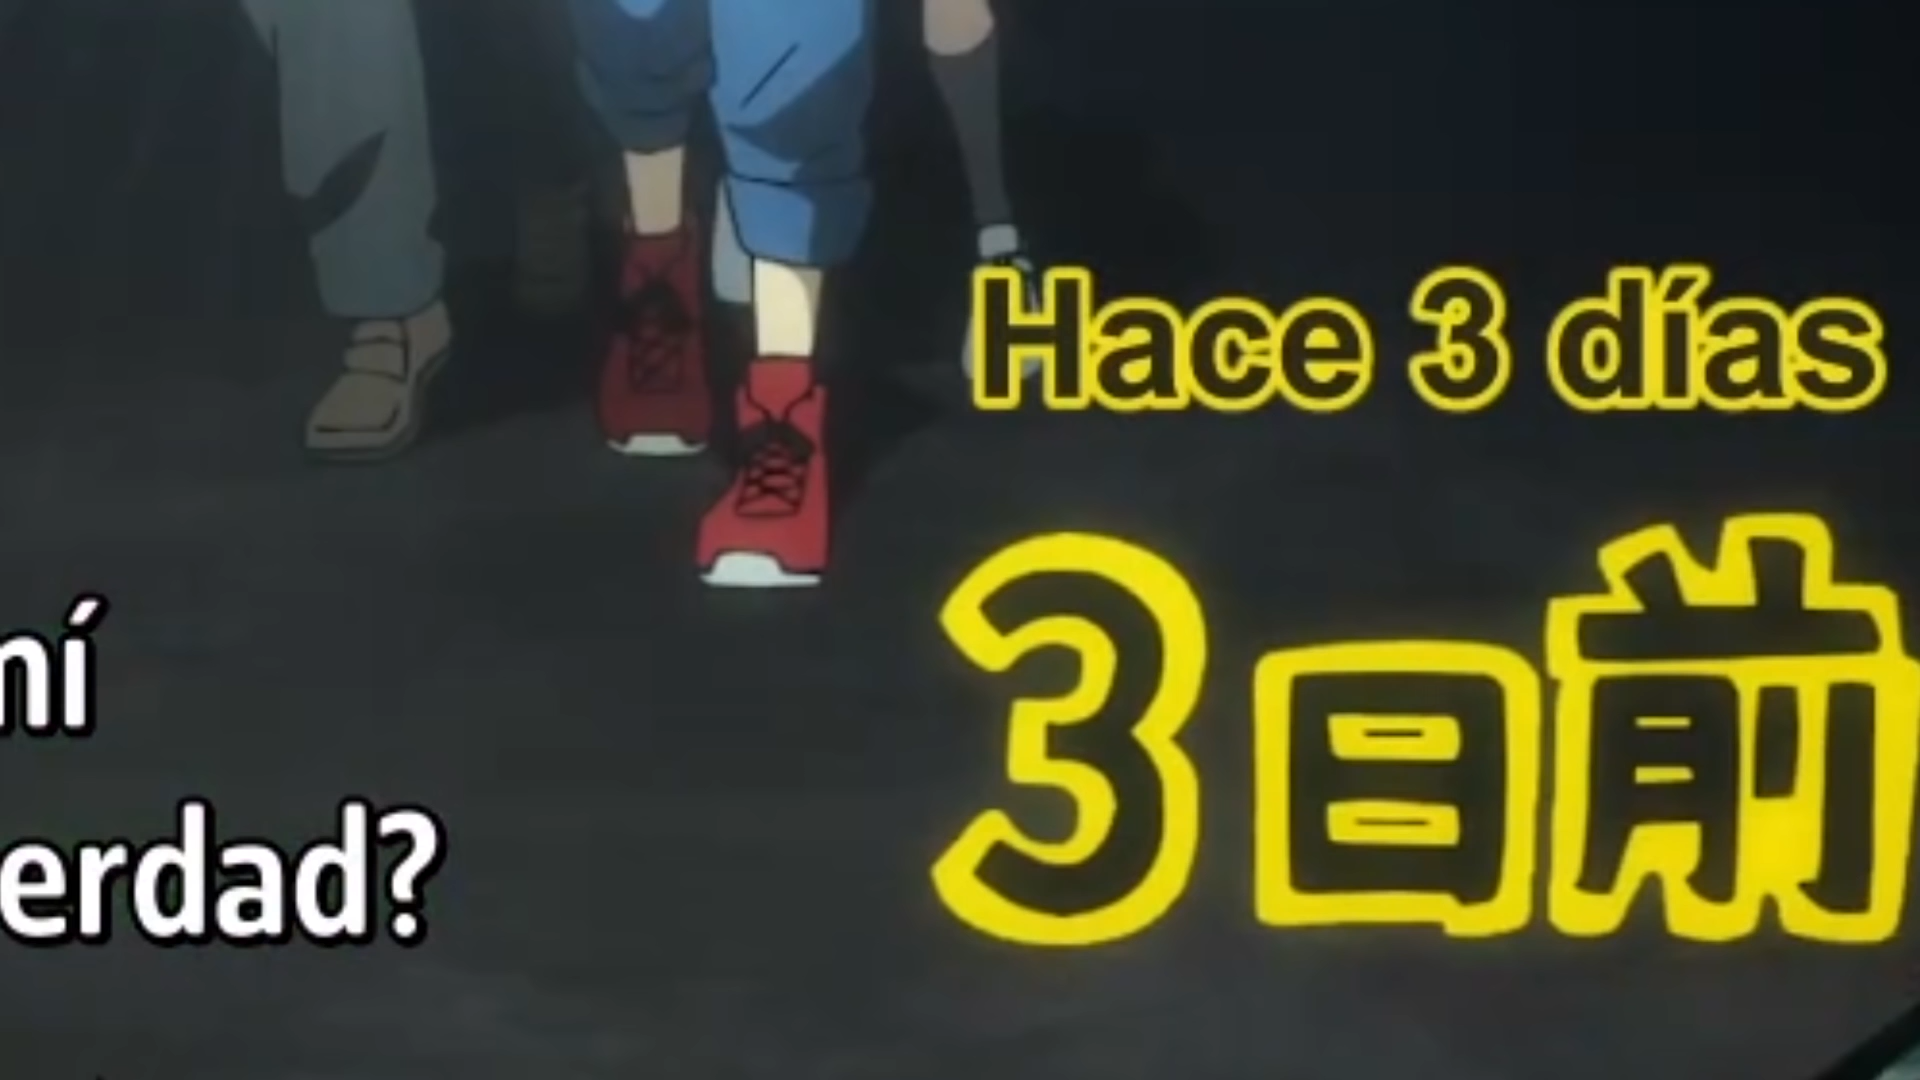 Hace 3 días
3日前
mí
erdad?